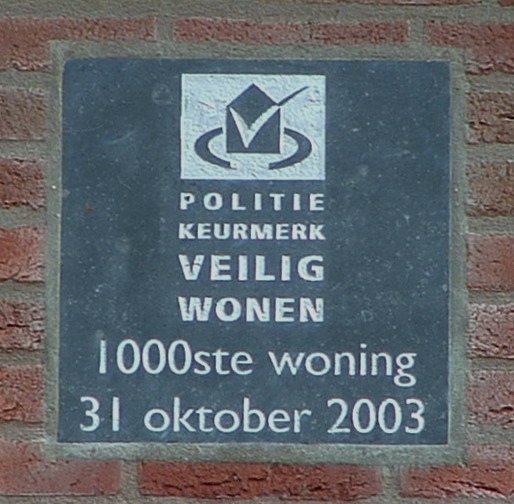 POLITIE
KEURMERK
VEILIG
WONEN
1000ste woning
31 oktober 2003